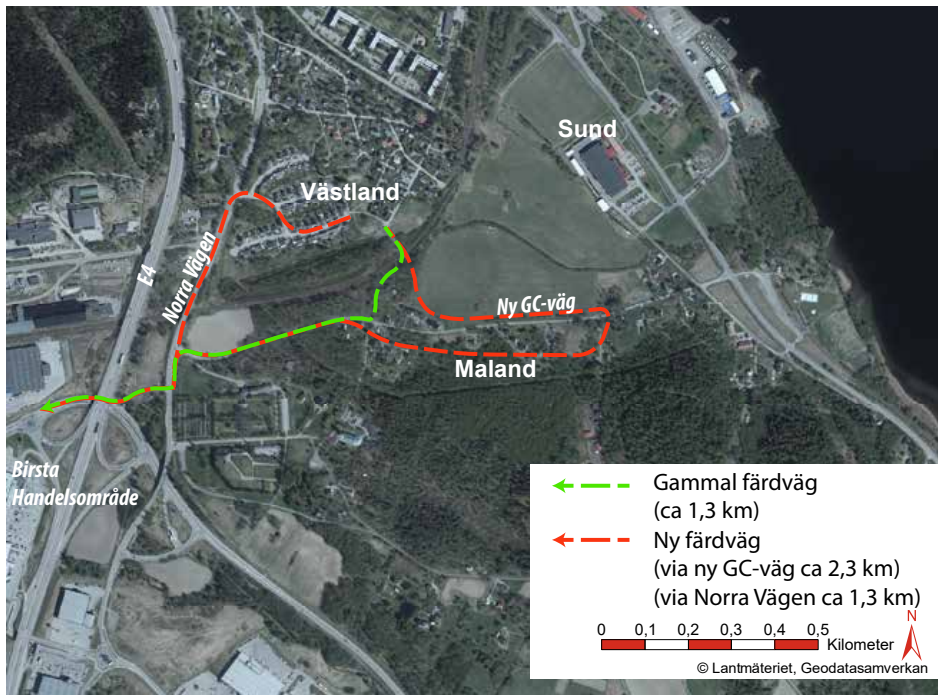 Sund
Västland
E4
Norra Vägen
Ny GC-väg
Maland
Birsta
Handelsområde
Gammal färdväg
(ca 1,3 km)
Ny färdväg
(via ny GC-väg ca 2,3 km)
(via Norra Vägen ca 1,3 km)
N
0 0,1 0,2 0,3 0,4 0,5
Kilometer
© Lantmäteriet, Geodatasamverkan